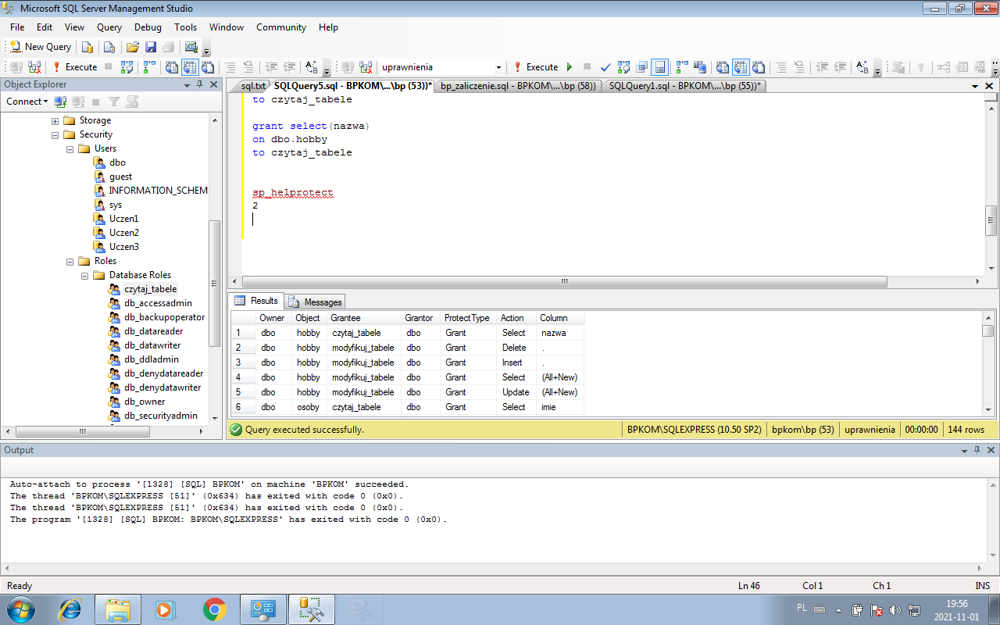 Microsoft SQL Server Management Studio
File Edit View Query Debug Tools Window Community Help
New Query
Execute uprawnienia Execute
Object Explorer
Connect
Storage
Security
Users
dbo
guest
INFORMATION_SCHEM
sys
Uczen1
Uczen2
Uczen3
Roles
Database Roles
czytaj_tabele
db_accessadmin
db_backupoperator
db_datareader
db_datawriter
db_ddladmin
db_denydatareader
db_denydatawriter
db_owner
db_securityadmin
sql.txt SQLQuery5.sql - BPKOM\...\bp (53))* bp_zaliczenie.sql - BPKOM\...\bp (58)) SQLQuery1.sql - BPKOM\...\bp (55))*
to czytaj_tabele
grant select(nazwa)
on dbo.hobby
to czytaj_tabele
sp_helprotect
2
Results Messages
Owner Object Grantee Grantor ProtectType Action Column
1 dbo hobby czytaj_tabele dbo Grant Select nazwa
2 dbo hobby modyfikuj_tabele dbo Grant Delete .
3 dbo hobby modyfikuj_tabele dbo Grant Insert .
4 dbo hobby modyfikuj_tabele dbo Grant Select (All+New)
5 dbo hobby modyfikuj_tabele dbo Grant Update (All+New)
6 dbo osoby czytaj_tabele dbo Grant Select imie
Query executed successfully. BPKOM\SQLEXPRESS (10.50 SP2) bpkom\bp (53) uprawnienia 00:00:00 144 rows
Output
Auto-attach to process '[1328] [SQL] BPKOM' on machine 'BPKOM' succeeded.
The thread 'BPKOM\SQLEXPRESS [51]' (0x634) has exited with code 0 (0x0).
The thread 'BPKOM\SQLEXPRESS [51]' (0x634) has exited with code 0 (0x0).
The program '[1328] [SQL] BPKOM: BPKOM\SQLEXPRESS' has exited with code 0 (0x0).
Ready Ln 46 Col 1 Ch 1 INS
PL 19:56
2021-11-01